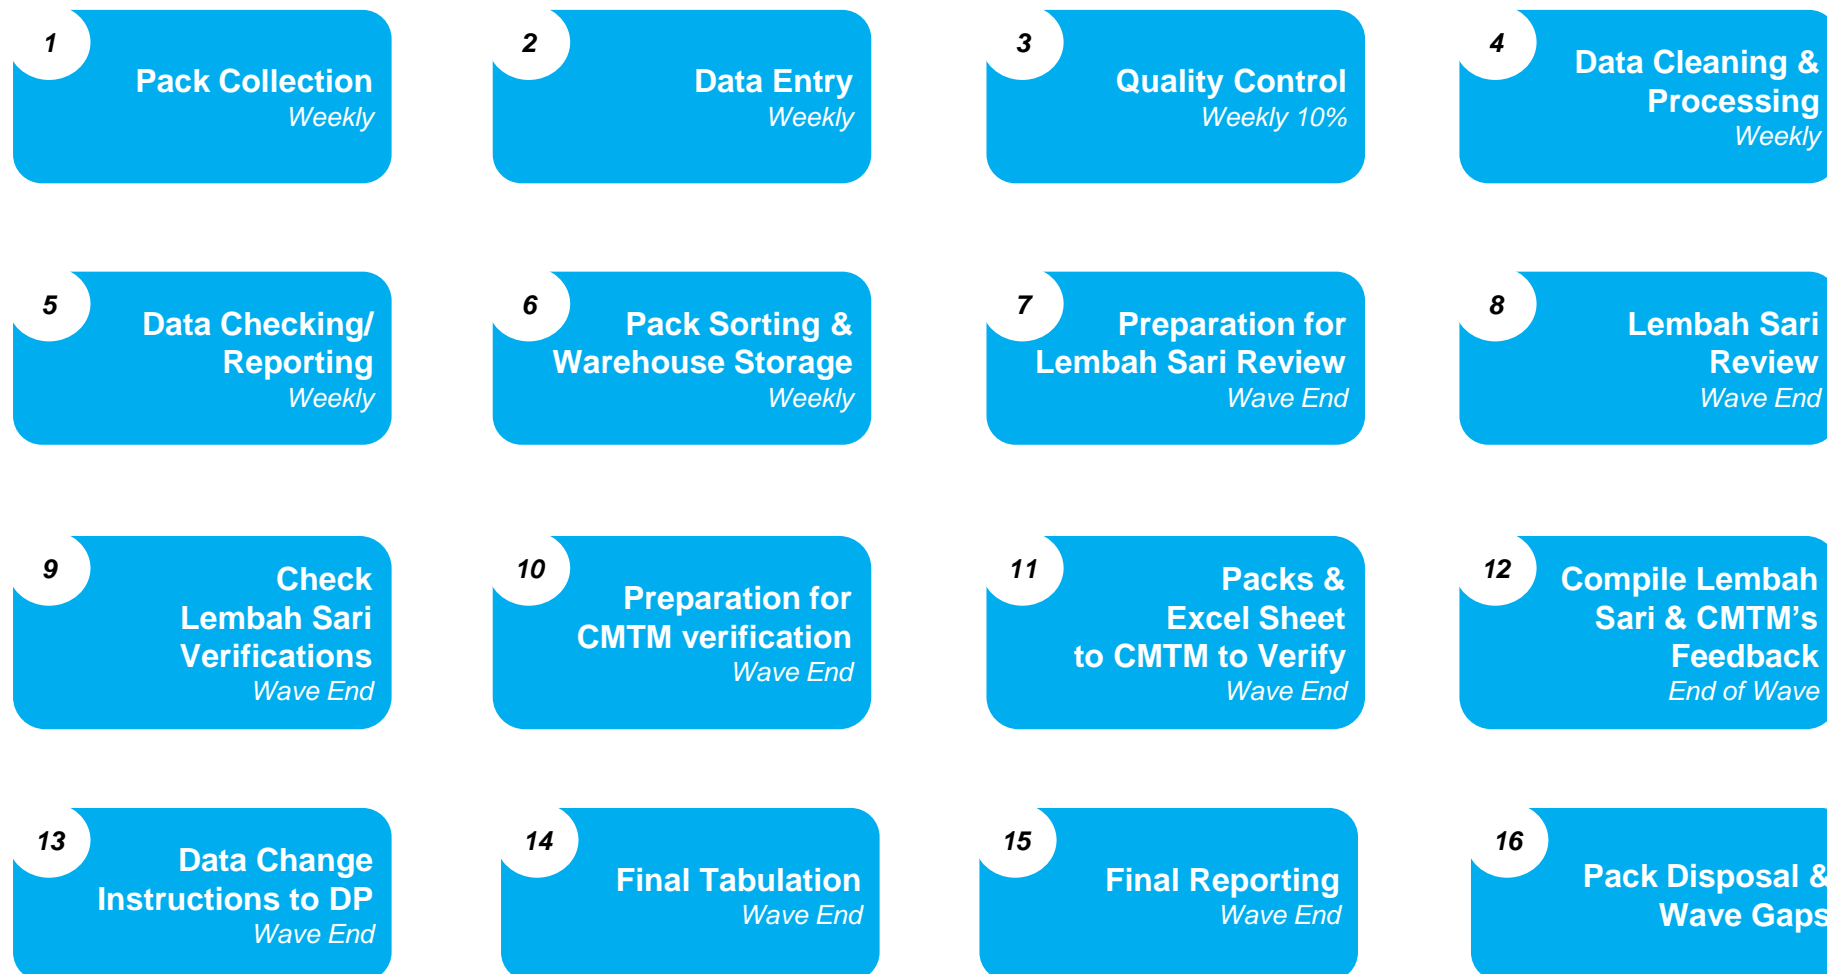 1
Pack Collection
Weekly
2
Data Entry
Weekly
3
Quality Control
Weekly 10%
4
Data Cleaning &
Processing
Weekly
5
Data Checking/
Reporting
Weekly
6
Pack Sorting &
Warehouse Storage
Weekly
7
Preparation for
Lembah Sari Review
Wave End
8
Lembah Sari
Review
Wave End
9
Check
Lembah Sari
Verifications
Wave End
10
Preparation for
CMTM verification
Wave End
11
Packs &
Excel Sheet
to CMTM to Verify
Wave End
12
Compile Lembah
Sari & CMTM’s
Feedback
End of Wave
13
Data Change
Instructions to DP
Wave End
14
Final Tabulation
Wave End
15
Final Reporting
Wave End
16
Pack Disposal &
Wave Gaps